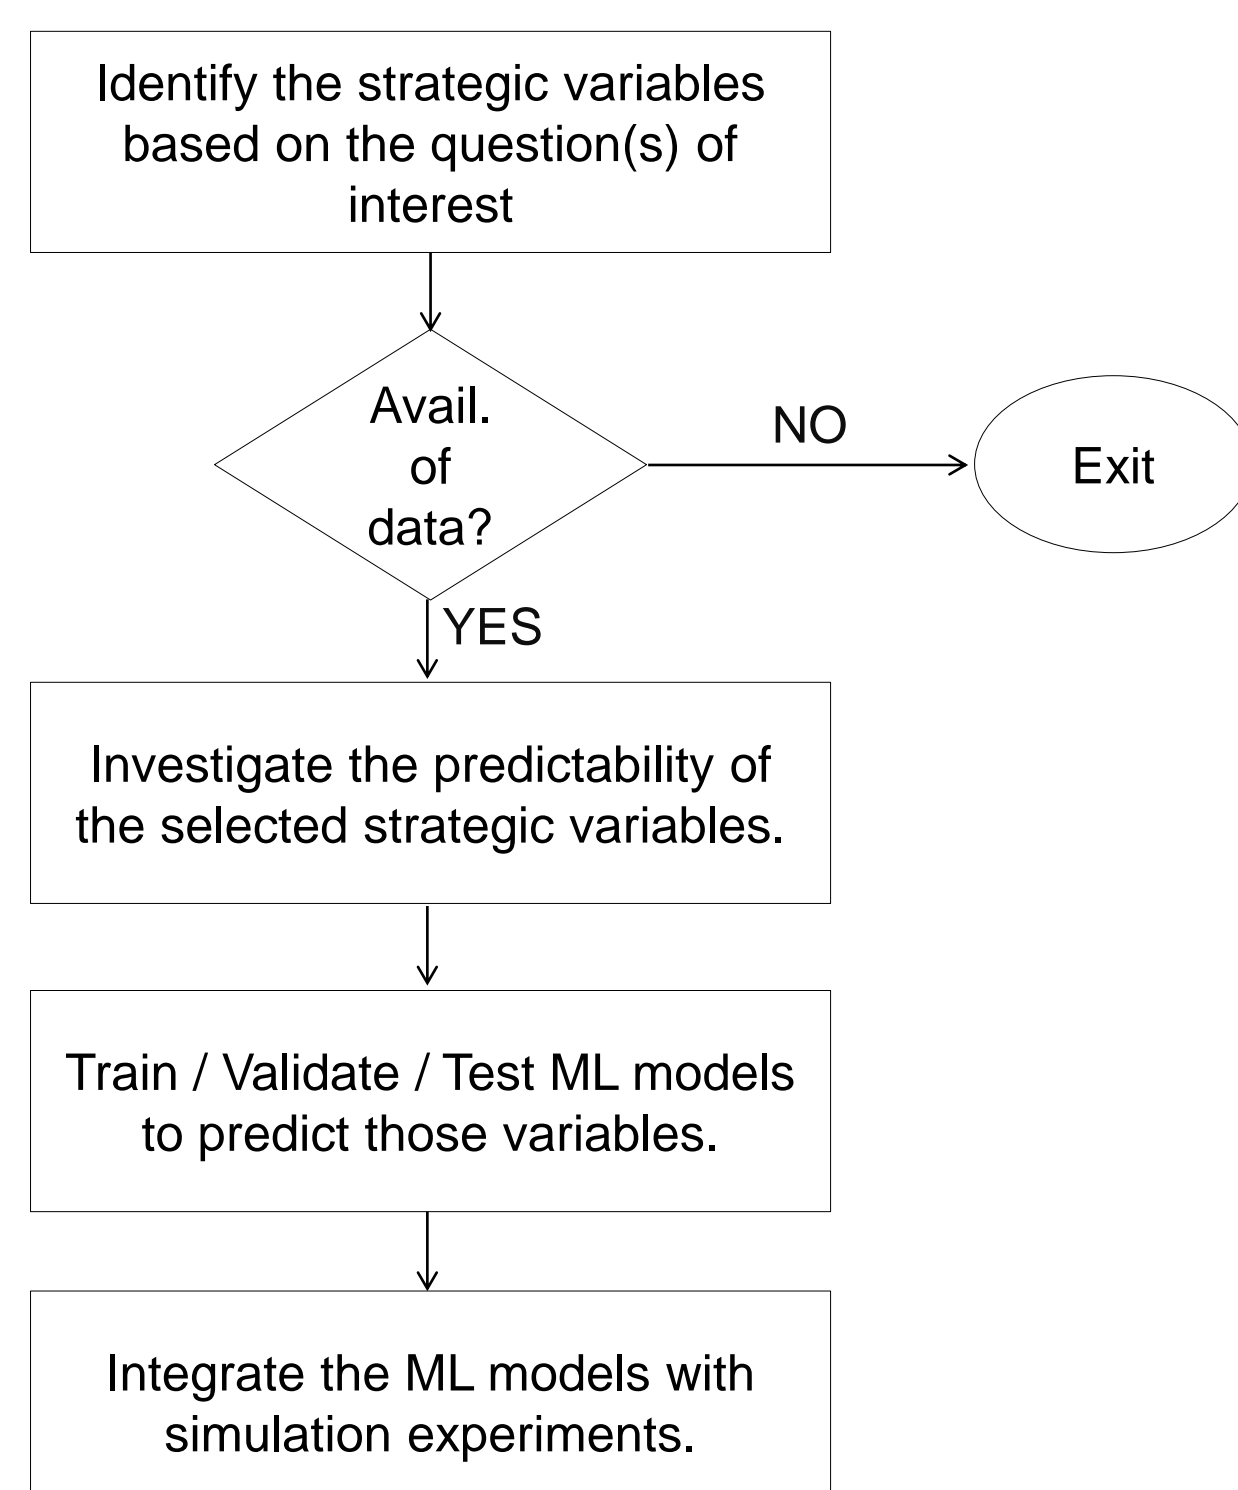 Identify the strategic variables
based on the question(s) of
interest
Avail.
of
data?
NO
Exit
YES
Investigate the predictability of
the selected strategic variables.
Train / Validate / Test ML models
to predict those variables.
Integrate the ML models with
simulation experiments.